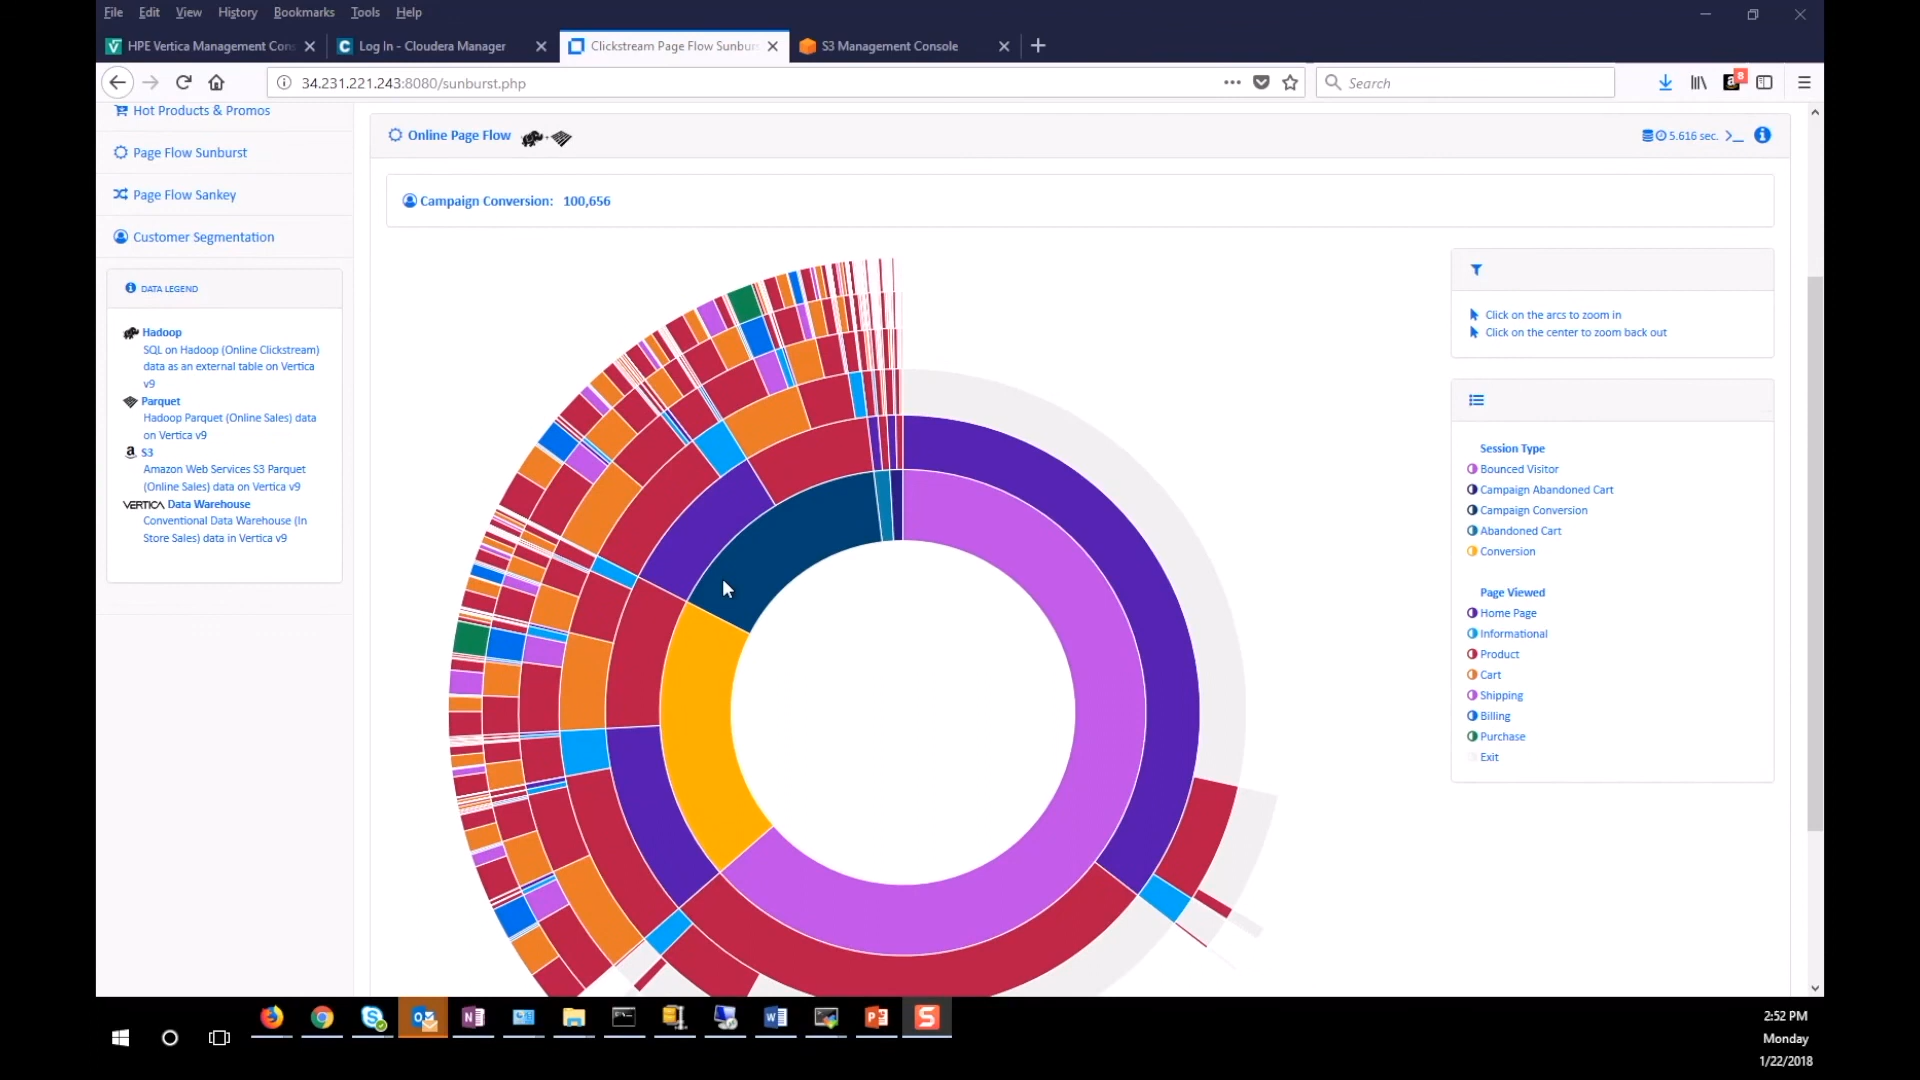 File Edit View History Bookmarks Tools Help
HPE Vertica Management Cons
Log In - Cloudera Manager
Clickstream Page Flow Sunbur
S3 Management Console
34.231.221.243:8080/sunburst.php
Search
8
Hot Products & Promos
Page Flow Sunburst
Page Flow Sankey
Customer Segmentation
DATA LEGEND
Hadoop
SQL on Hadoop (Online Clickstream)
data as an external table on Vertica
v9
Parquet
Hadoop Parquet (Online Sales) data
on Vertica v9
S3
Amazon Web Services S3 Parquet
(Online Sales) data on Vertica v9
VERTICA Data Warehouse
Conventional Data Warehouse (In
Store Sales) data in Vertica v9
Online Page Flow
5.616 sec.
Campaign Conversion: 100,656
Click on the arcs to zoom in
Click on the center to zoom back out
Session Type
Bounced Visitor
Campaign Abandoned Cart
Campaign Conversion
Abandoned Cart
Conversion
Page Viewed
Home Page
Informational
Product
Cart
Shipping
Billing
Purchase
Exit
2:52 PM
Monday
1/22/2018